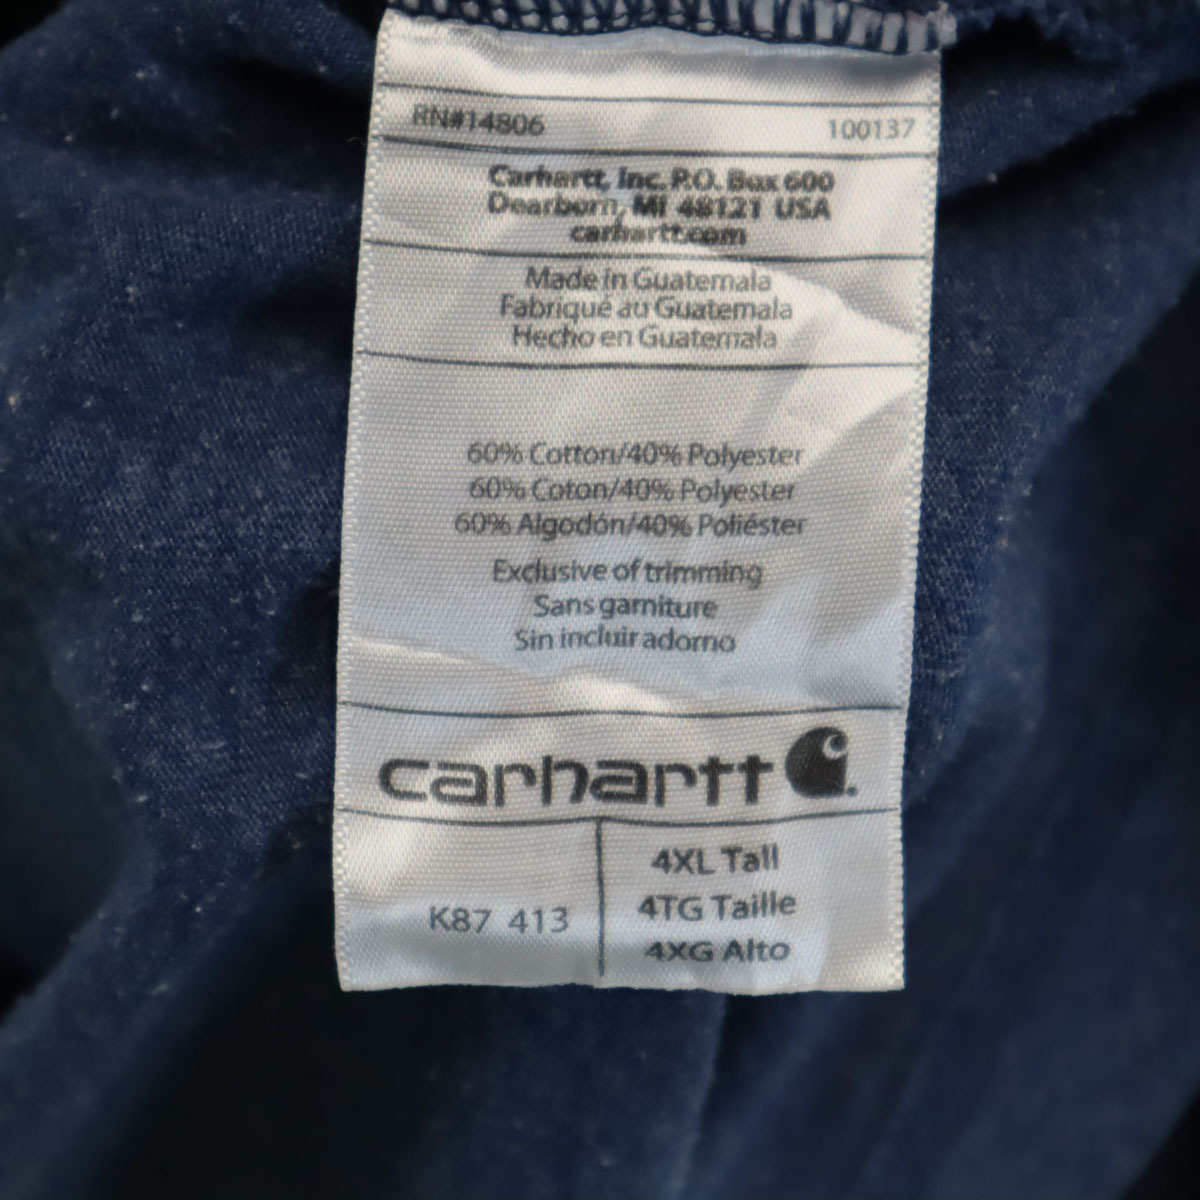 RN#14806 100137
Carhartt, Inc. P.O. Box 600
Dearborn, MI 48121 USA
carhartt.com
Made in Guatemala
Fabriqué au Guatemala
Hecho en Guatemala
60% Cotton/40% Polyester
60% Coton/40% Polyester
60% Algodón/40% Poliéster
Exclusive of trimming
Sans garniture
Sin incluir adorno
carhartt
K87 413
4XL Tall
4TG Taille
4XG Alto